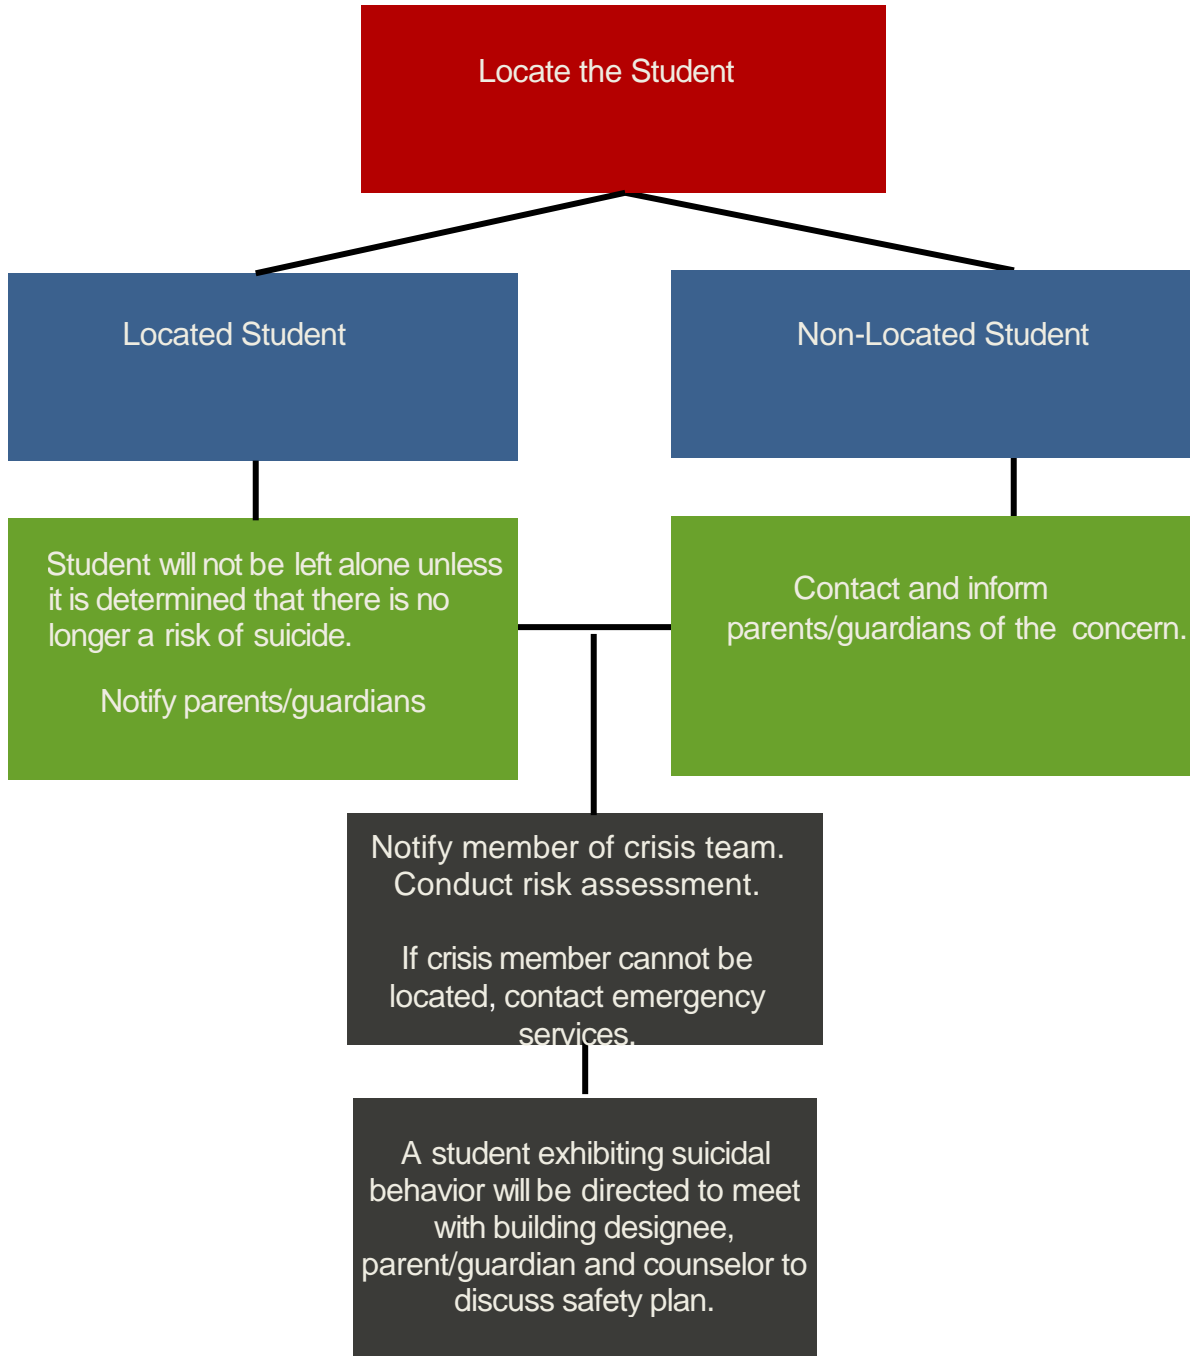 Locate the Student
Located Student
Non-Located Student
Student will not be left alone unless
it is determined that there is no
longer a risk of suicide.
Notify parents/guardians
Contact and inform
parents/guardians of the concern.
Notify member of crisis team.
Conduct risk assessment.
If crisis member cannot be
located, contact emergency
services.
A student exhibiting suicidal
behavior will be directed to meet
with building designee,
parent/guardian and counselor to
discuss safety plan.